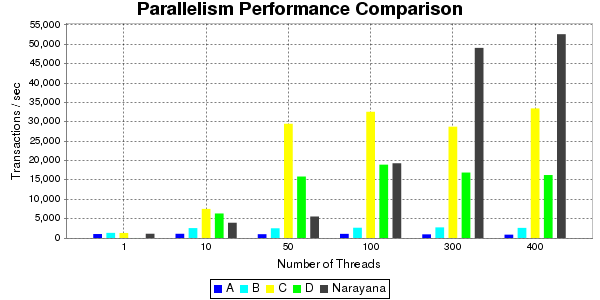 Parallelism Performance Comparison
Transactions / sec
55,000
50,000
45,000
40,000
35,000
30,000
25,000
20,000
15,000
10,000
5,000
0
1 10 50 100 300 400
Number of Threads
A B C D Narayana